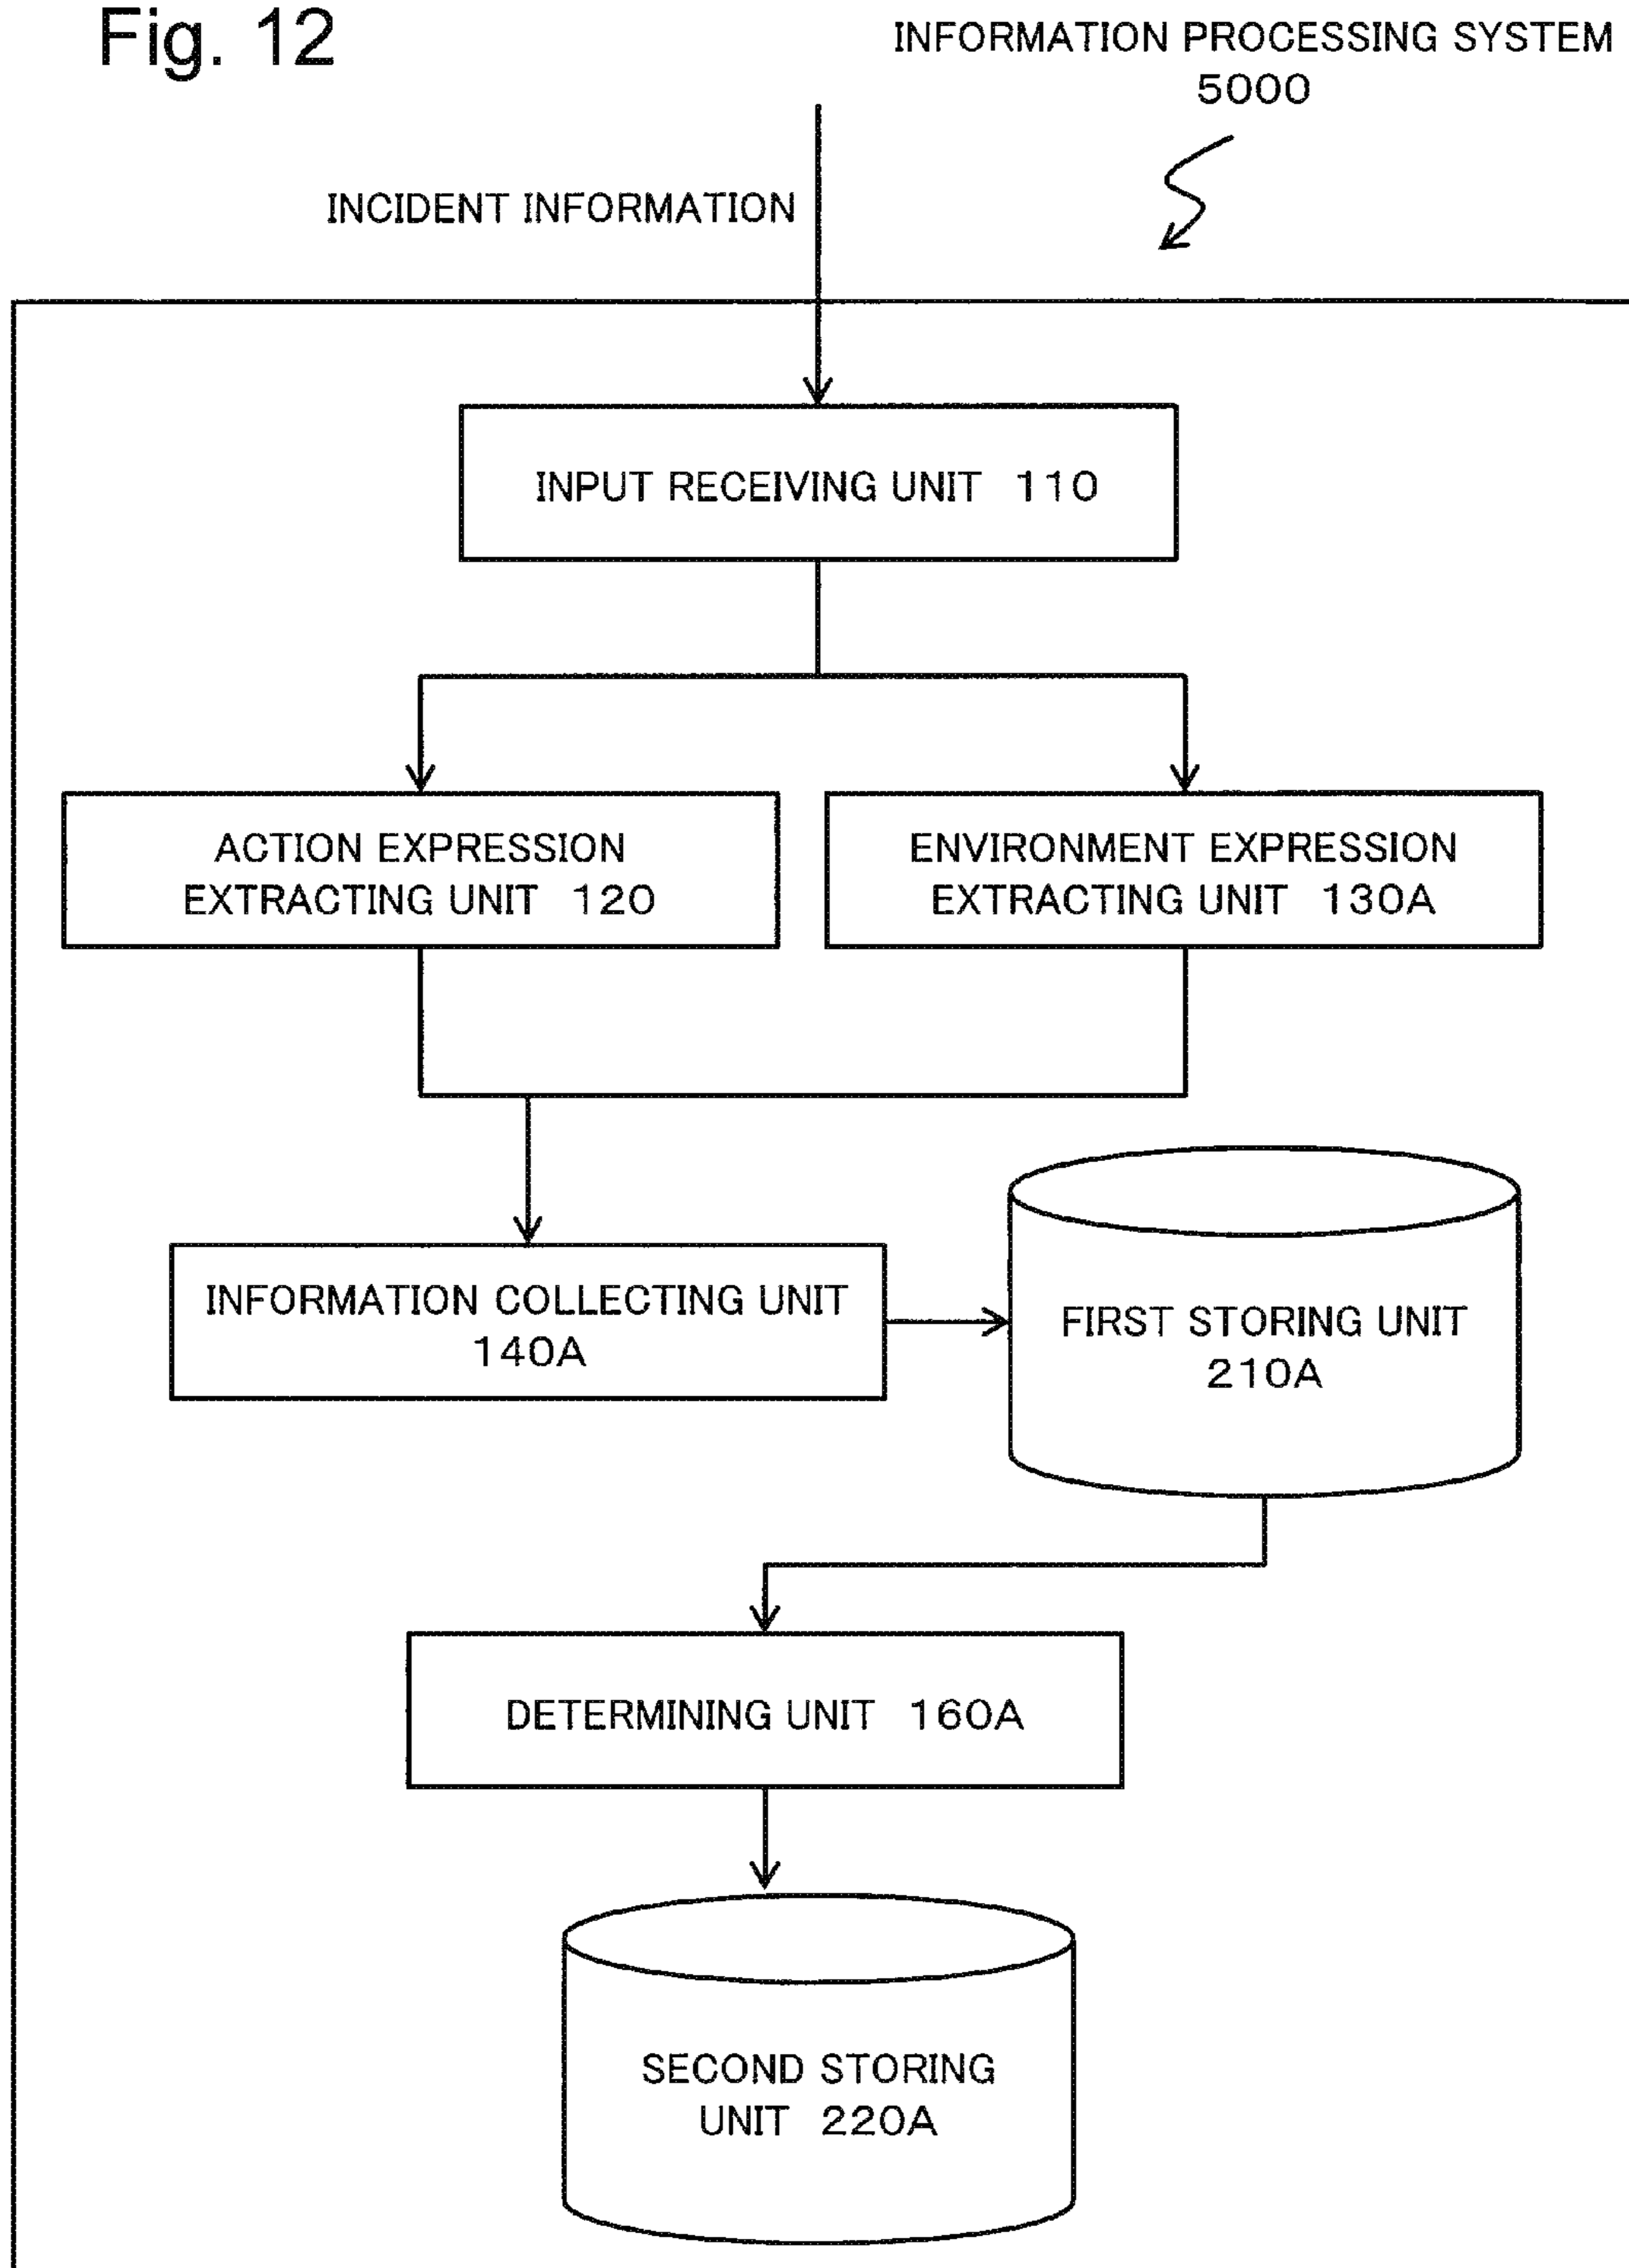 Fig. 12
INFORMATION PROCESSING SYSTEM
5000
INCIDENT INFORMATION
INPUT RECEIVING UNIT 110
ACTION EXPRESSION
EXTRACTING UNIT 120
ENVIRONMENT EXPRESSION
EXTRACTING UNIT 130A
INFORMATION COLLECTING UNIT
140A
FIRST STORING UNIT
210A
DETERMINING UNIT 160A
SECOND STORING
UNIT 220A